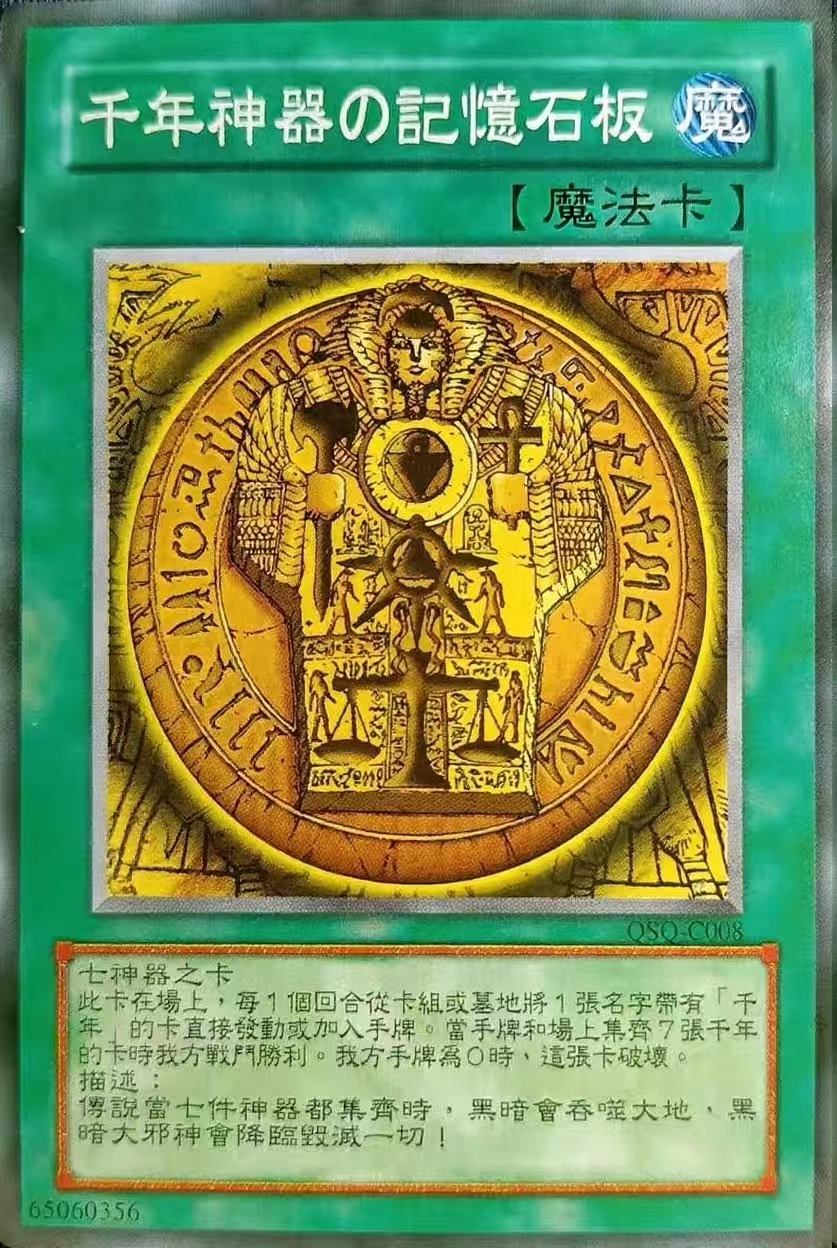 千年神器の記憶石板 魔
【魔法卡】
QSQ-C008
七神器之卡
此卡在場上，每1個回合從卡組或墓地將1張名字帶有「千
年」的卡直接發動或加入手牌。當手牌和場上集齊7張千年
的卡時我方戰鬥勝利。我方手牌為0時，這張卡破壞。
描述：
傳說當七件神器都集齊時，黑暗會吞噬大地，黑
暗大邪神會降臨毀滅一切！
65060356